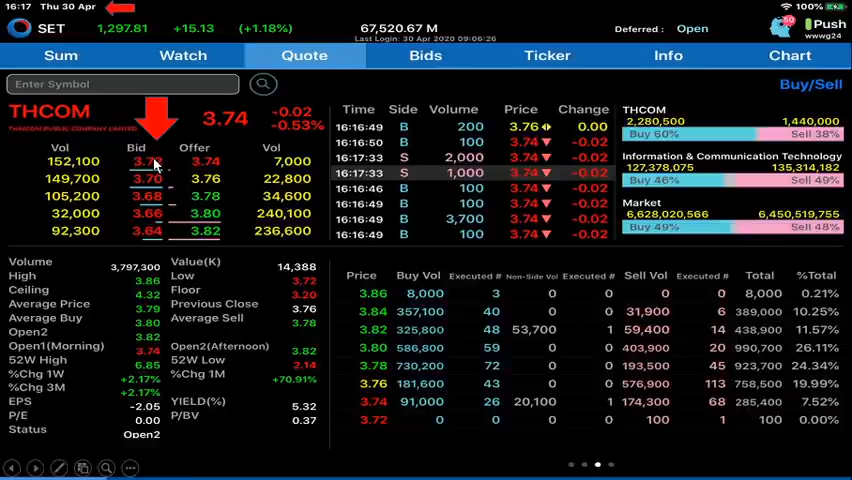 16:17 Thu 30 Apr 100%
SET 1,297.81 +15.13 (+1.18%) 67,520.67 M Deferred : Open 50 Push
Last Login: 30 Apr 2020 09:06:26 wwwg24
Sum Watch Quote Bids Ticker Info Chart
Enter Symbol Buy/Sell
THCOM 3.74 -0.02 -0.53%
THAICOM PUBLIC COMPANY LIMITED
Vol Bid Offer Vol
152,100 3.72 3.74 7,000
149,700 3.70 3.76 22,800
105,200 3.68 3.78 34,600
32,000 3.66 3.80 240,100
92,300 3.64 3.82 236,600
Time Side Volume Price Change
16:16:49 B 200 3.76 0.00
16:16:50 B 100 3.74 -0.02
16:17:33 S 2,000 3.74 -0.02
16:17:33 S 1,000 3.74 -0.02
16:16:46 B 100 3.74 -0.02
16:16:49 B 100 3.74 -0.02
16:16:49 B 3,700 3.74 -0.02
16:16:50 B 100 3.74 -0.02
THCOM
2,280,500 1,440,000
Buy 60% Sell 38%
Information & Communication Technology
127,378,075 135,314,182
Buy 46% Sell 49%
Market
6,628,020,566 6,450,519,755
Buy 49% Sell 48%
Volume 3,797,300 Value(K) 14,388
High 3.86 Low 3.72
Ceiling 4.32 Floor 3.20
Average Price 3.79 Previous Close 3.76
Average Buy 3.80 Average Sell 3.78
Open2 3.82
Open1(Morning) 3.74 Open2(Afternoon) 3.82
52W High 6.85 52W Low 2.14
%Chg 1W +2.17% %Chg 1M +70.91%
%Chg 3M +2.17%
EPS -2.05 YIELD(%) 5.32
P/E 0.00 P/BV 0.37
Status Open2
Price Buy Vol Executed # Non-Side Vol Executed # Sell Vol Executed # Total %Total
3.86 8,000 3 0 0 0 0 8,000 0.21%
3.84 357,100 40 0 0 31,900 6 389,000 10.25%
3.82 325,800 48 53,700 1 59,400 14 438,900 11.57%
3.80 586,800 59 0 0 403,900 20 990,700 26.11%
3.78 730,200 72 0 0 193,500 45 923,700 24.34%
3.76 181,600 43 0 0 576,900 113 758,500 19.99%
3.74 91,000 26 20,100 1 174,300 68 285,400 7.52%
3.72 0 0 0 0 100 1 100 0.00%